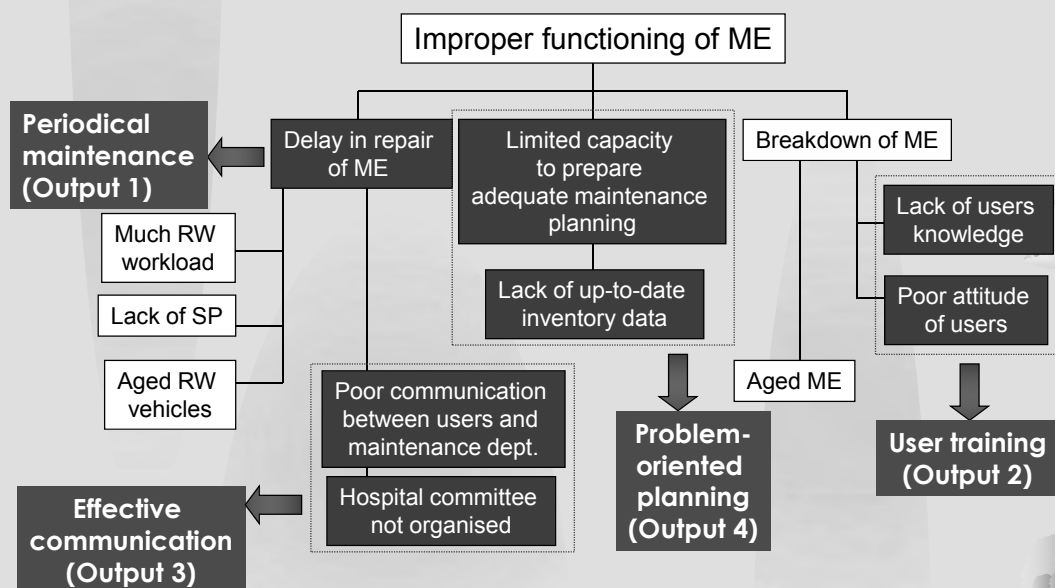 Improper functioning of ME
Periodical
maintenance
(Output 1)
Delay in repair
of ME
Limited capacity
to prepare
adequate maintenance
planning
Breakdown of ME
Much RW
workload
Lack of SP
Aged RW
vehicles
Lack of up-to-date
inventory data
Lack of users
knowledge
Poor attitude
of users
Aged ME
Poor communication
between users and
maintenance dept.
Hospital committee
not organised
Effective
communication
(Output 3)
Problem-
oriented
planning
(Output 4)
User training
(Output 2)